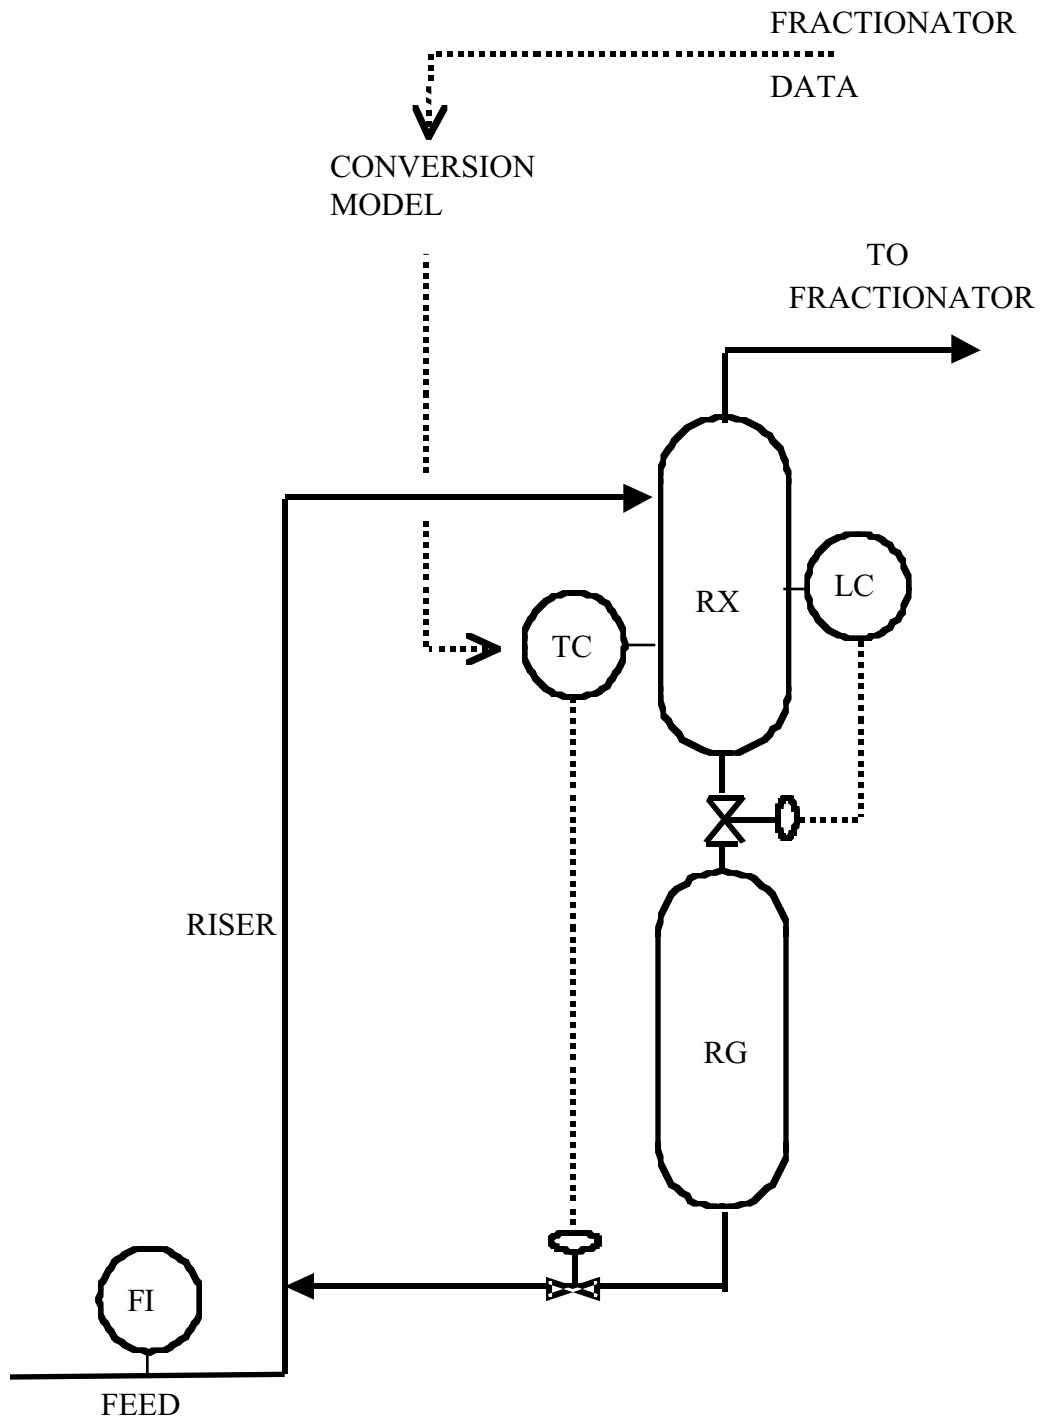 FRACTIONATOR
DATA
CONVERSION
MODEL
TO
FRACTIONATOR
RX
LC
TC
RISER
RG
FI
FEED